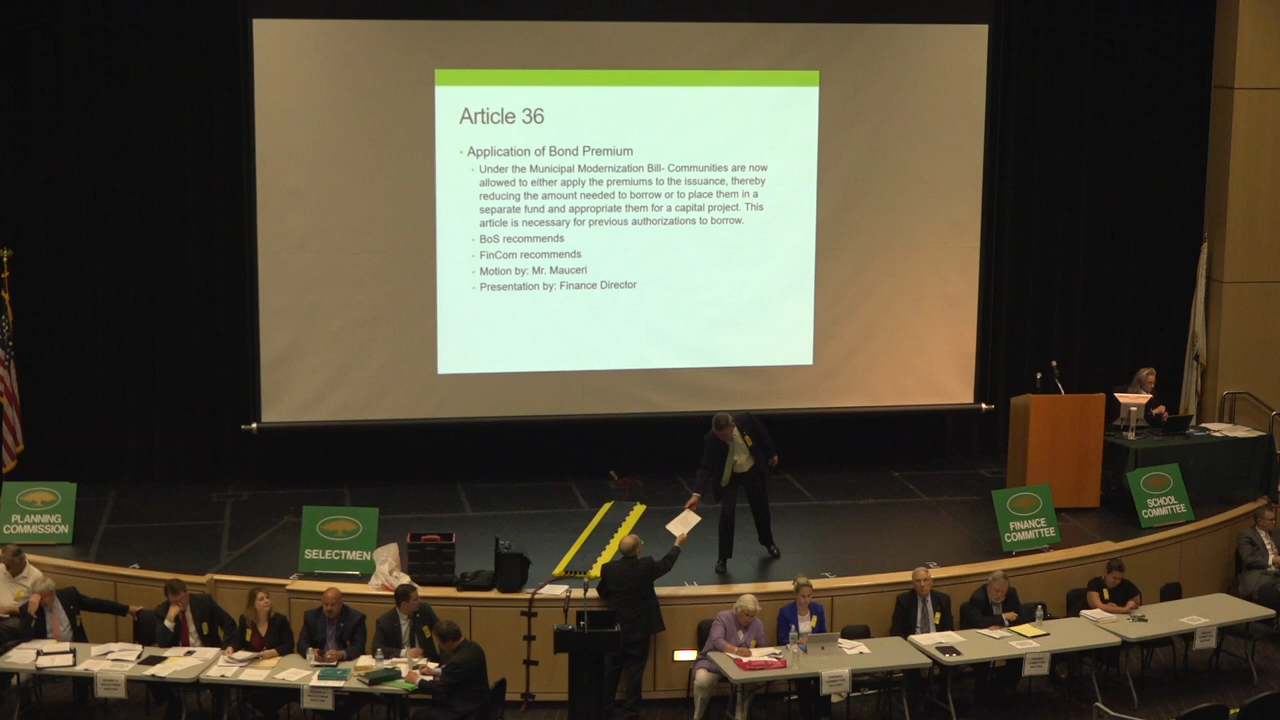 Article 36
Application of Bond Premium
Under the Municipal Modernization Bill- Communities are now
allowed to either apply the premiums to the issuance, thereby
reducing the amount needed to borrow or to place them in a
separate fund and appropriate them for a capital project. This
article is necessary for previous authorizations to borrow.
BoS recommends
FinCom recommends
Motion by: Mr. Mauceri
Presentation by: Finance Director
PLANNING
COMMISSION
SELECTMEN
FINANCE
COMMITTEE
SCHOOL
COMMITTEE